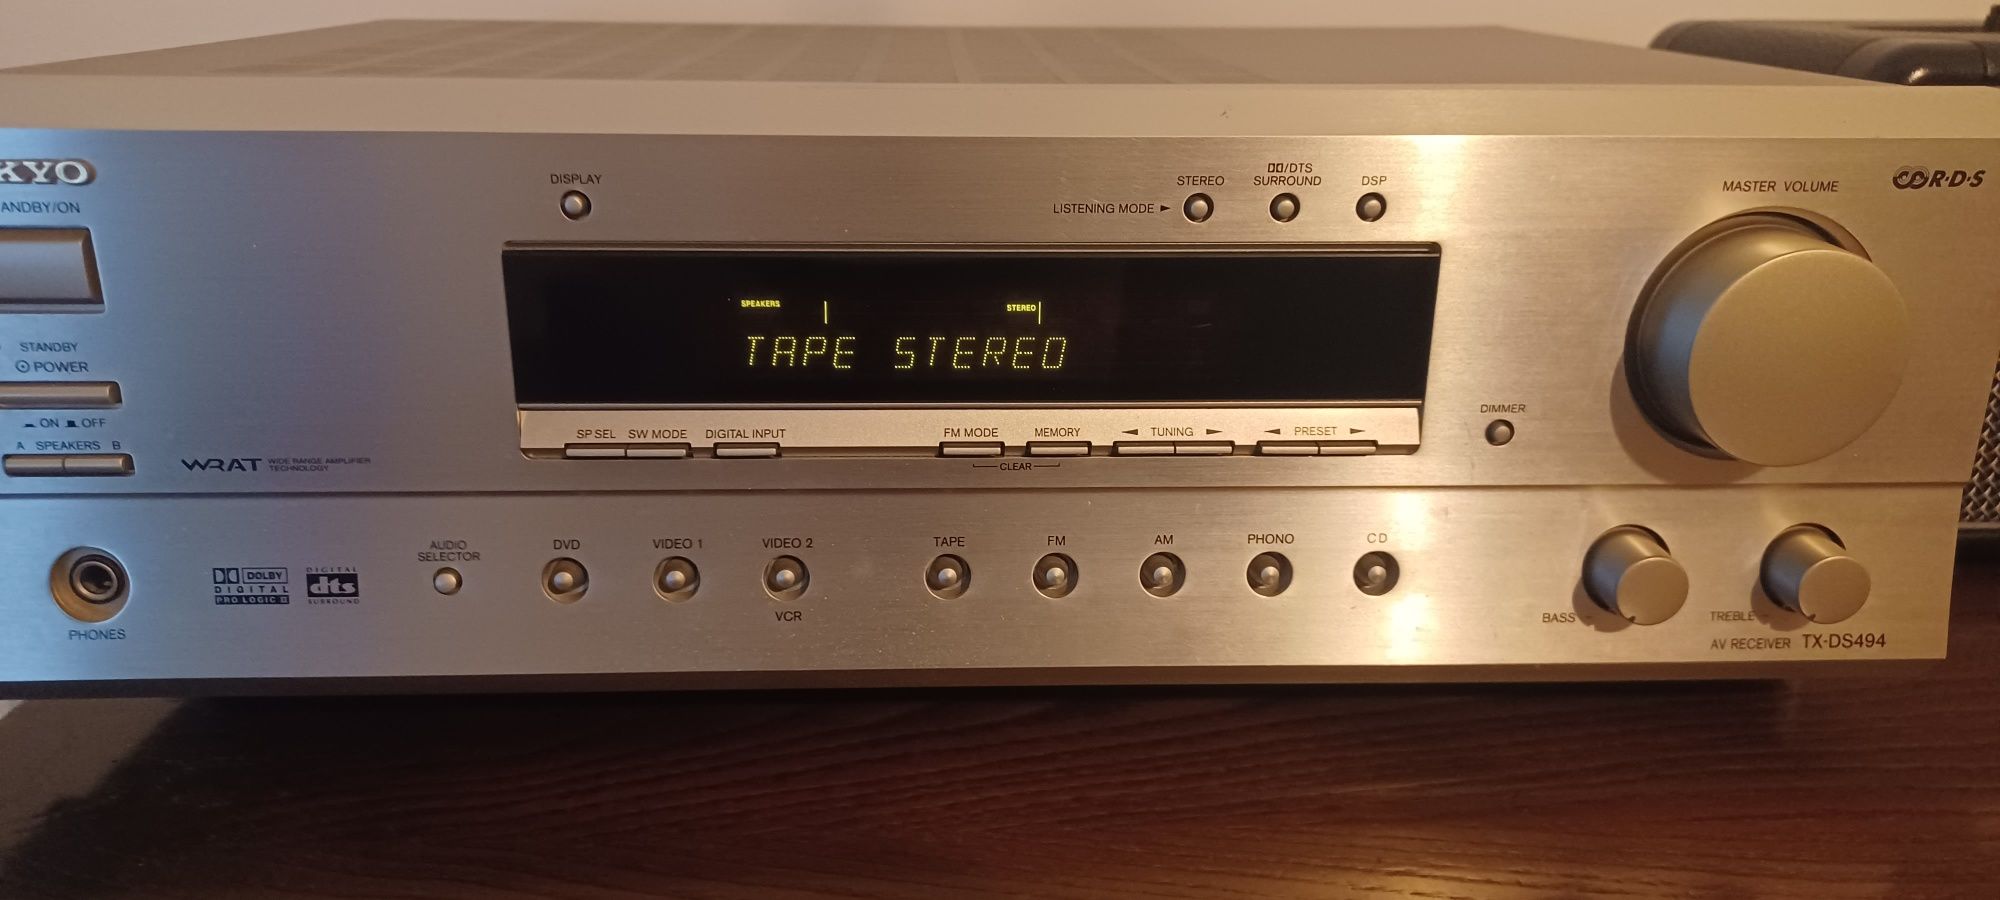 KYO
ANDBY/ON
DISPLAY
LISTENING MODE ►
STEREO
DD/DTS
SURROUND
DSP
MASTER VOLUME
R·D·S
SPEAKERS
STEREO
TAPE STEREO
STANDBY
POWER
ON OFF
A SPEAKERS B
WRAT WIDE RANGE AMPLIFIER
TECHNOLOGY
SP SEL
SW MODE
DIGITAL INPUT
FM MODE
MEMORY
CLEAR
◄ TUNING ►
◄ PRESET ►
DIMMER
PHONES
DOLBY
DIGITAL
PRO LOGIC II
DIGITAL
dts
SURROUND
AUDIO
SELECTOR
DVD
VIDEO 1
VIDEO 2
VCR
TAPE
FM
AM
PHONO
CD
BASS
TREBLE
AV RECEIVER TX-DS494